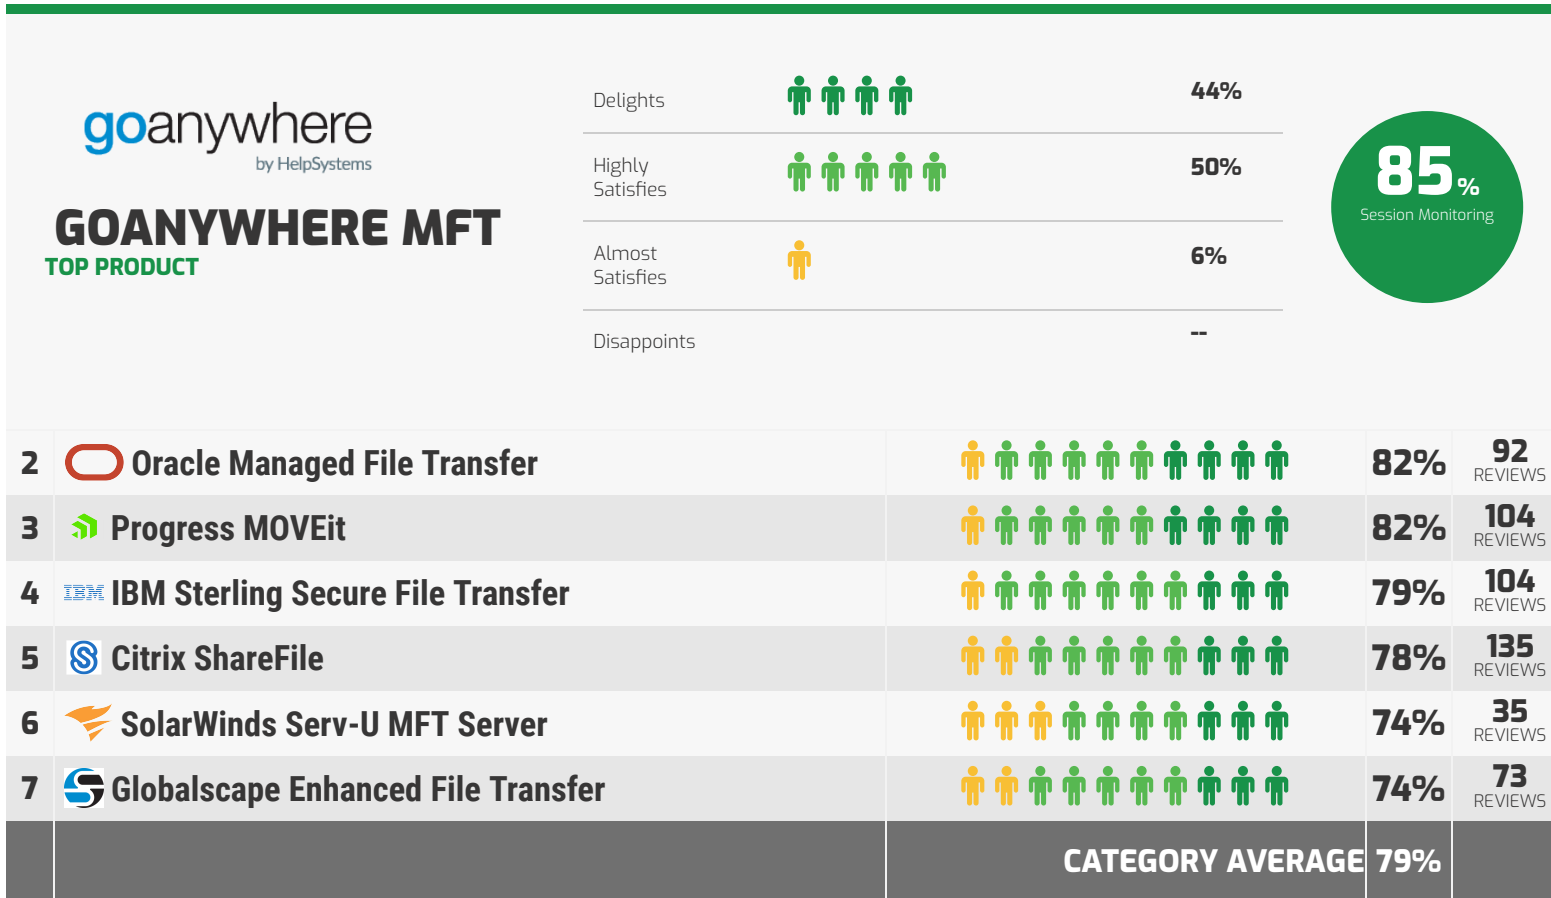 goanywhere
by HelpSystems
GOANYWHERE MFT
TOP PRODUCT
Delights 44%
Highly
Satisfies 50%
Almost
Satisfies 6%
Disappoints --
85%
Session Monitoring
2 Oracle Managed File Transfer 82% 92
REVIEWS
3 Progress MOVEit 82% 104
REVIEWS
4 IBM IBM Sterling Secure File Transfer 79% 104
REVIEWS
5 Citrix ShareFile 78% 135
REVIEWS
6 SolarWinds Serv-U MFT Server 74% 35
REVIEWS
7 Globalscape Enhanced File Transfer 74% 73
REVIEWS
CATEGORY AVERAGE 79%